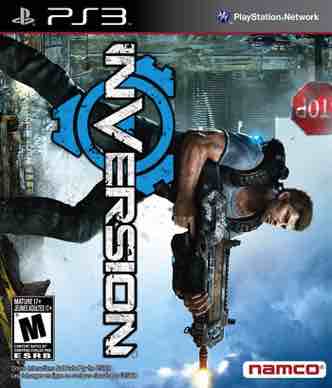 PS3
PlayStation Network
INVERSION
STOP
MATURE 17+
M
CONTENT RATED BY
ESRB
namco